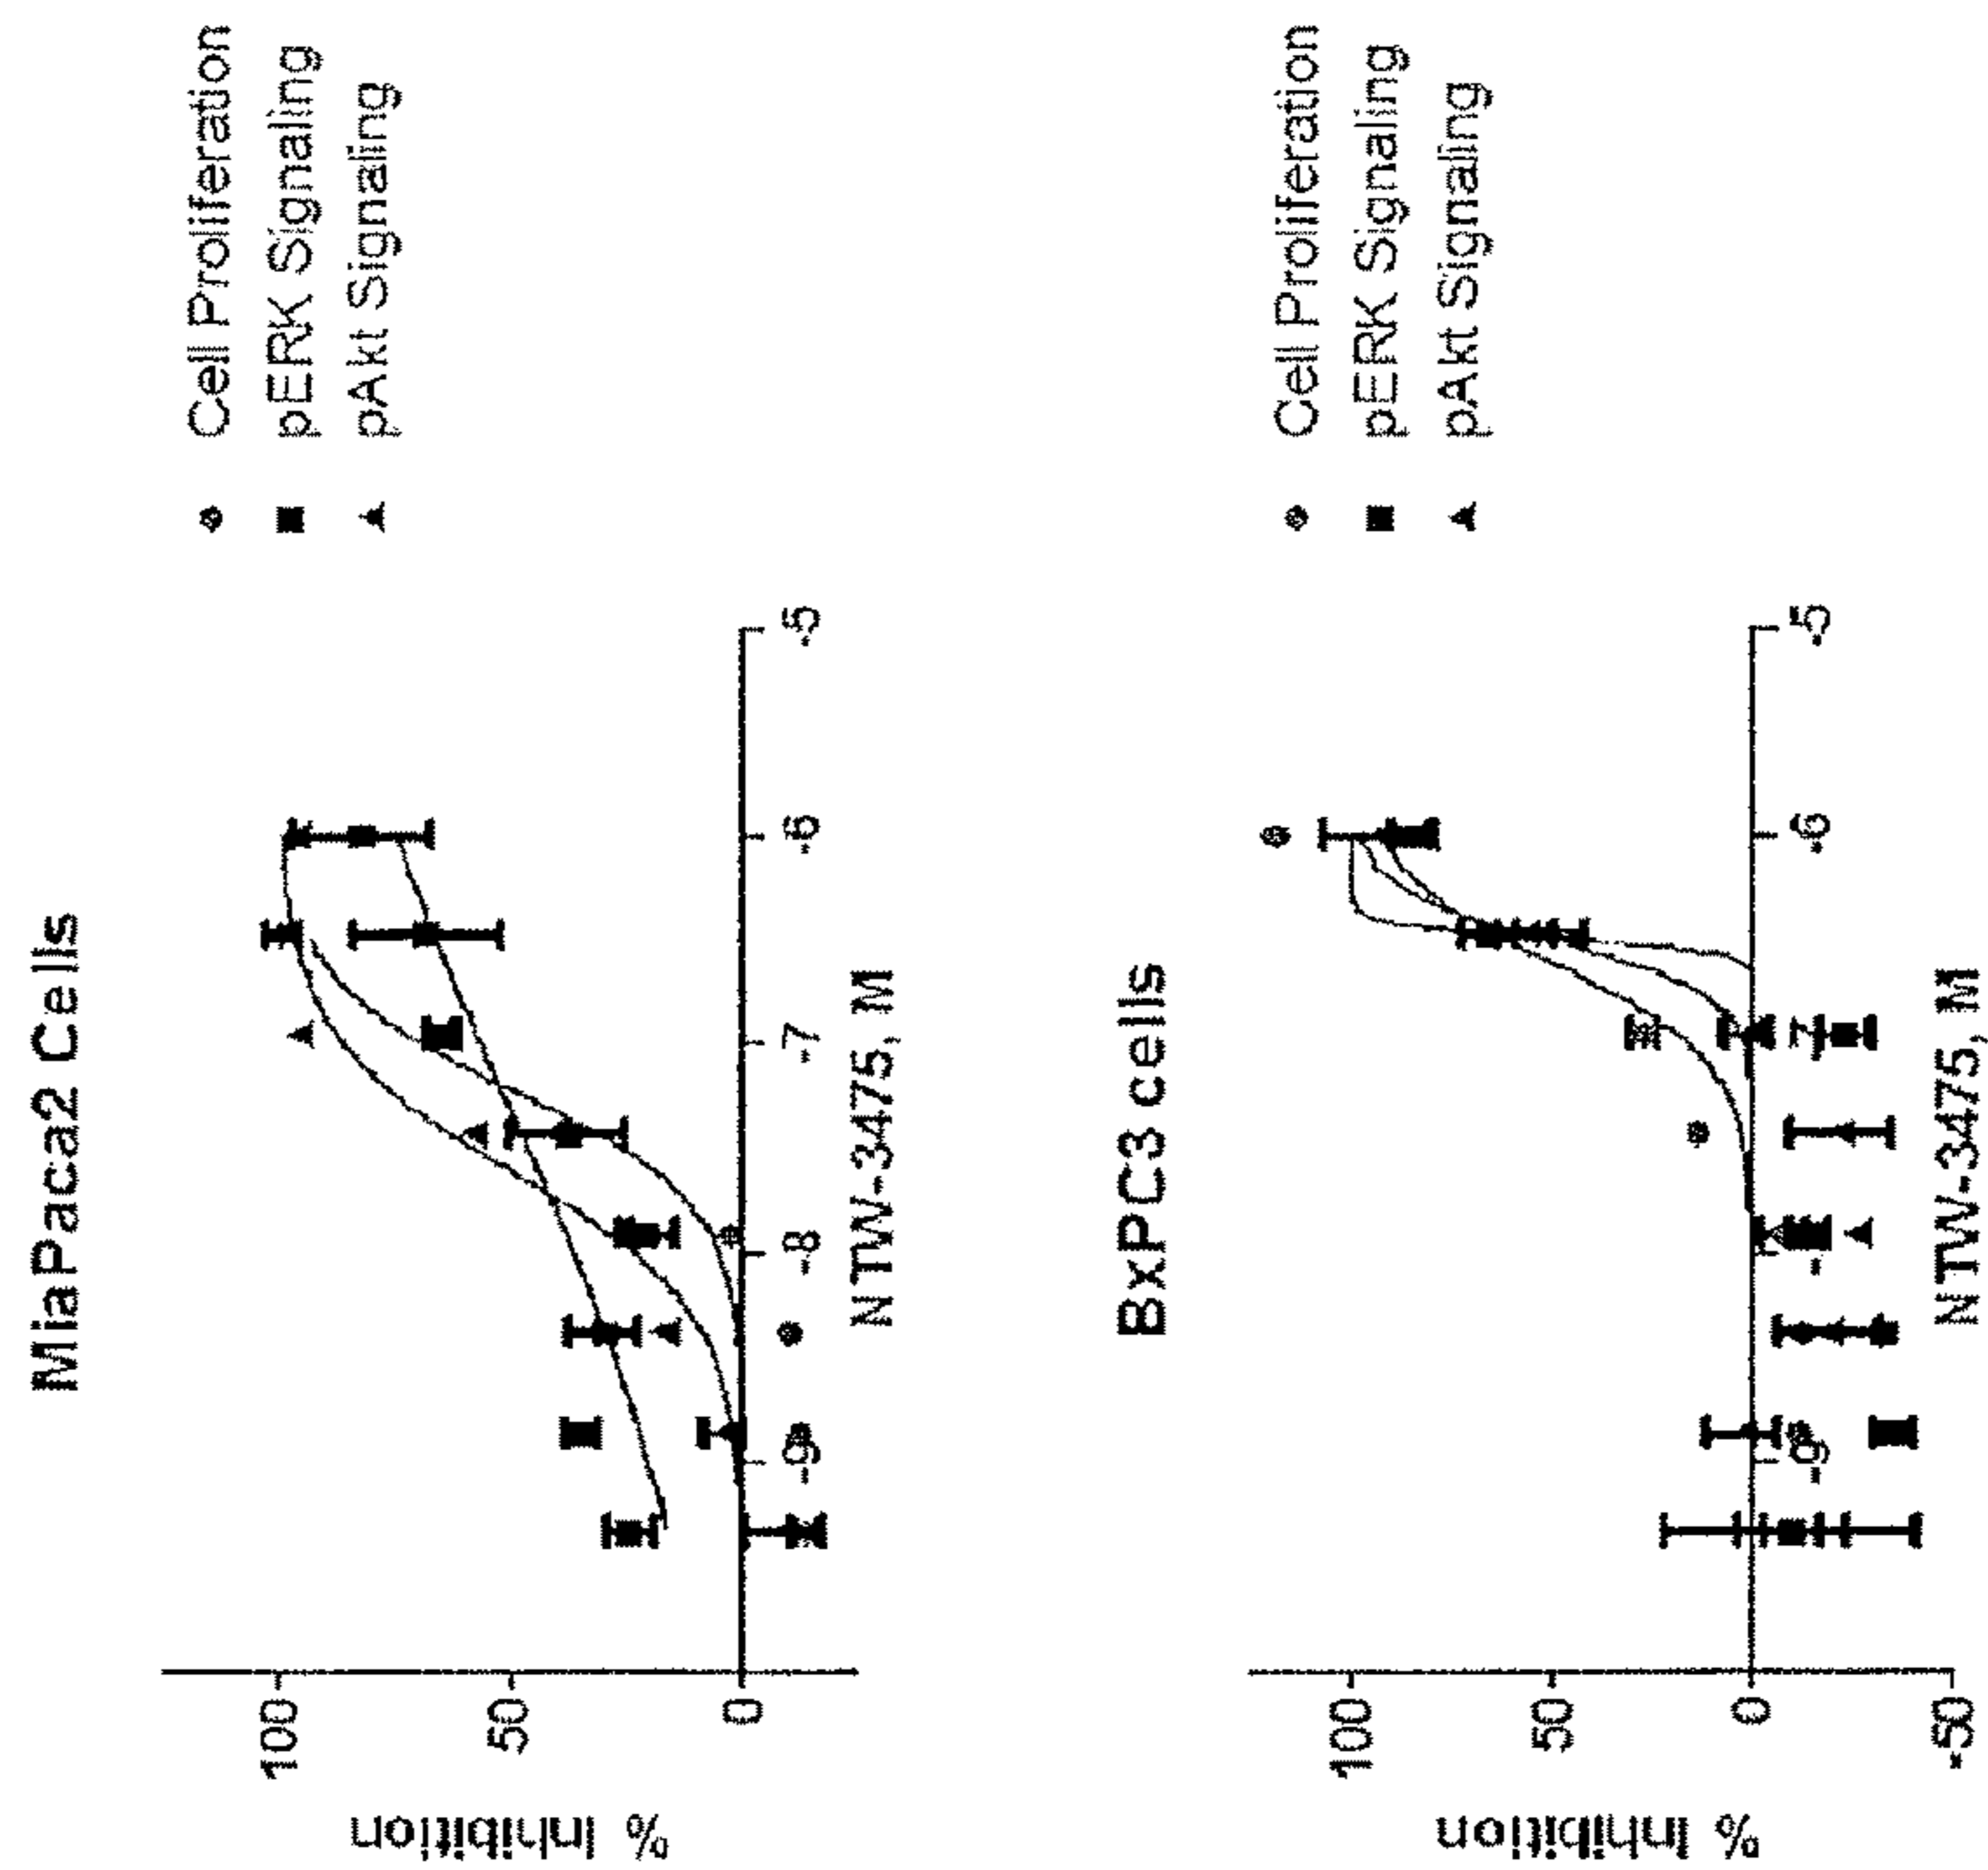 MiaPaca2 Cells
% Inhibition
100
50
0
-9
-8
-7
-6
-5
NTW-3475, M
Cell Proliferation
pERK Signaling
pAkt Signaling
BxPC3 cells
% Inhibition
100
50
0
-50
-9
-7
-6
-5
NTW-3475, M
Cell Proliferation
pERK Signaling
pAkt Signaling